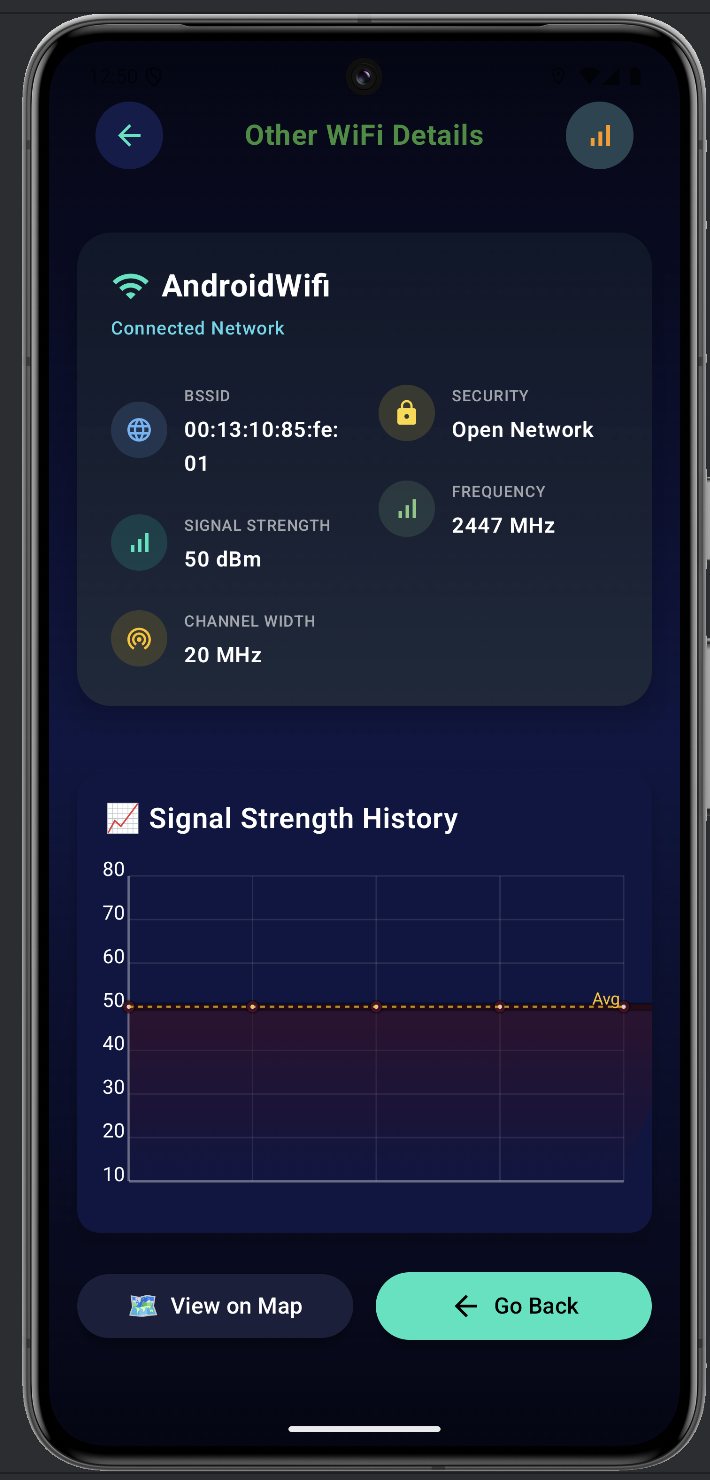 12:50
Other WiFi Details
AndroidWifi
Connected Network
BSSID
00:13:10:85:fe:
01
SECURITY
Open Network
SIGNAL STRENGTH
50 dBm
FREQUENCY
2447 MHz
CHANNEL WIDTH
20 MHz
Signal Strength History
80
70
60
50
Avg
40
30
20
10
View on Map
Go Back